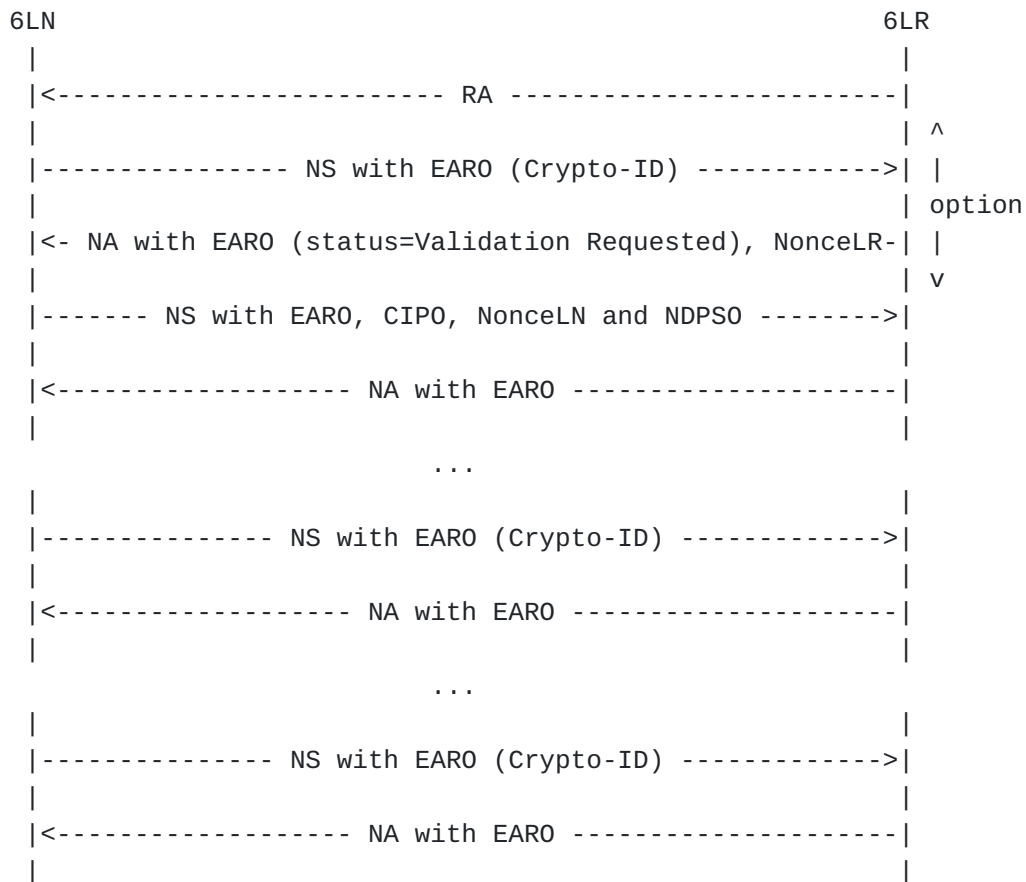 6LN                                                     6LR
 |                                                       |
 |<------------------------- RA -------------------------|
 |                                                       | ^
 |---------------- NS with EARO (Crypto-ID) ------------>| |
 |                                                       | option
 |<- NA with EARO (status=Validation Requested), NonceLR-| |
 |                                                       | v
 |------- NS with EARO, CIPO, NonceLN and NDPSO -------->|
 |                                                       |
 |<------------------- NA with EARO ---------------------|
 |                                                       |
                           ...
 |                                                       |
 |--------------- NS with EARO (Crypto-ID) ------------->|
 |                                                       |
 |<------------------- NA with EARO ---------------------|
 |                                                       |
                           ...
 |                                                       |
 |--------------- NS with EARO (Crypto-ID) ------------->|
 |                                                       |
 |<------------------- NA with EARO ---------------------|
 |                                                       |